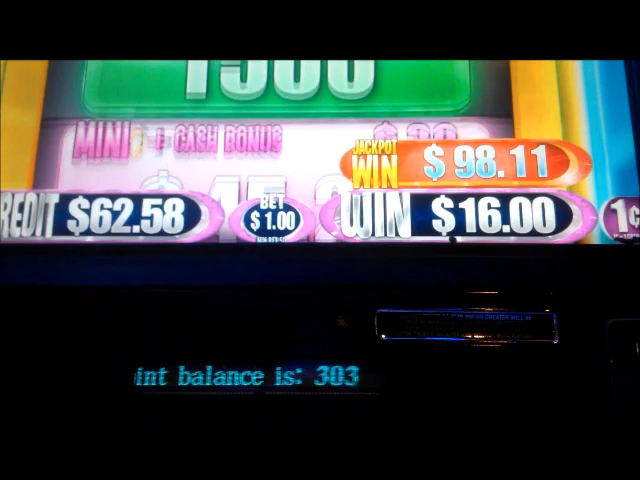 1500
MINI CASH BONUS
JACKPOT WIN $98.11
REDIT $62.58
BET $1.00
WIN $16.00
1¢
int balance is: 303